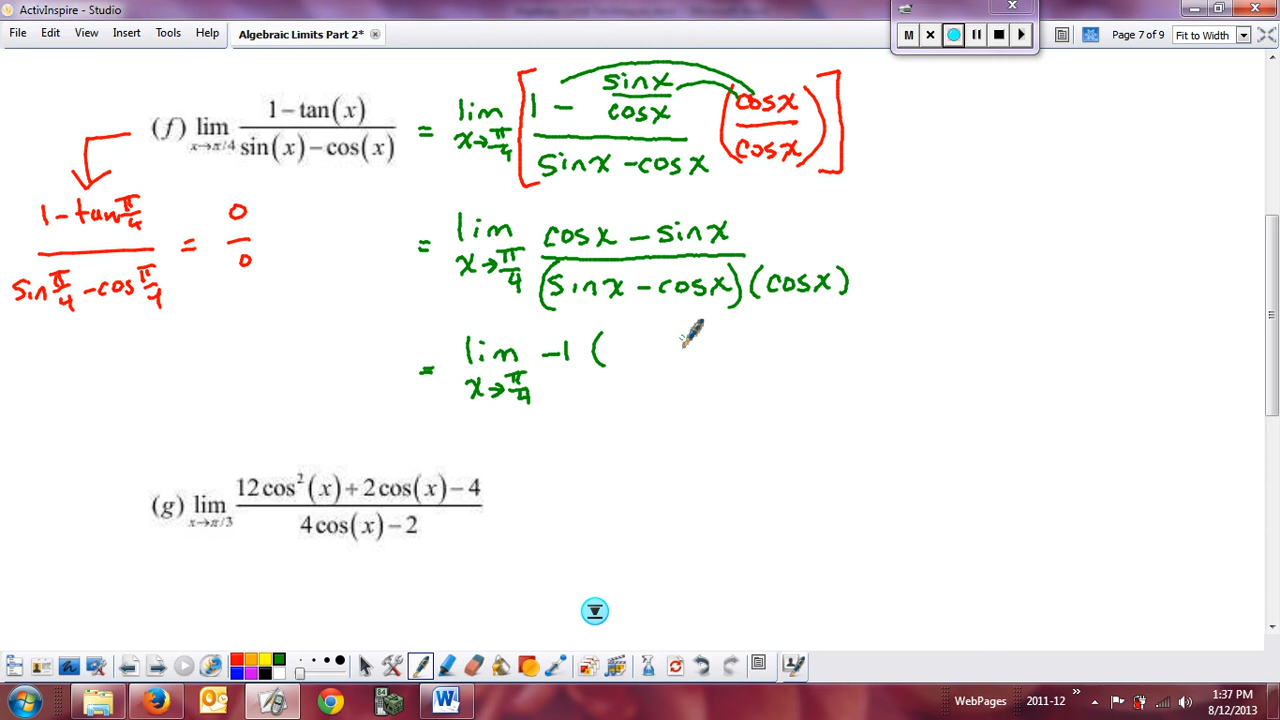 ActivInspire - Studio
File Edit View Insert Tools Help
Algebraic Limits Part 2*
M
Page 7 of 9 Fit to Width
(f) lim x→π/4 (1 − tan(x))/(sin(x) − cos(x)) = lim x→π/4 [ (1 − sinx/cosx)/(sinx − cosx) (cosx/cosx) ]
(1 − tan π/4)/(sin π/4 − cos π/4) = 0/0
= lim x→π/4 (cosx − sinx)/((sinx − cosx)(cosx))
= lim x→π/4 −1 (
(g) lim x→π/3 (12cos²(x) + 2cos(x) − 4)/(4cos(x) − 2)
WebPages 2011-12 » 1:37 PM
8/12/2013